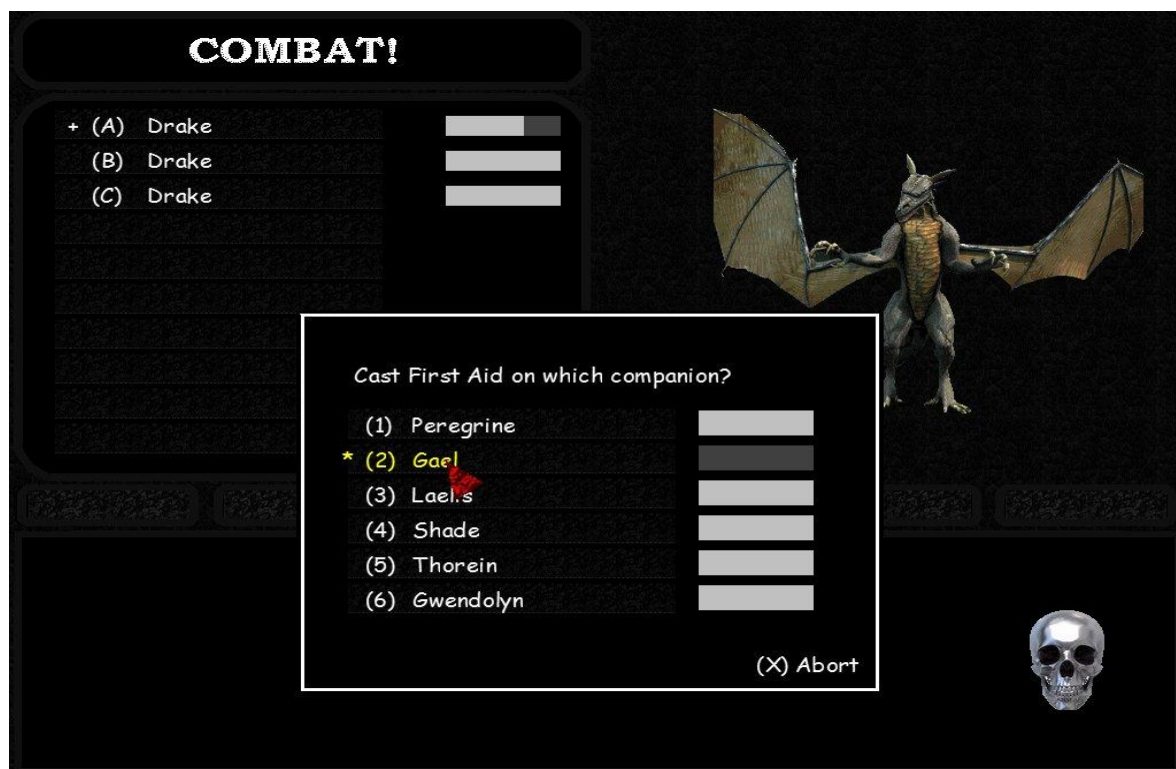 COMBAT!
+ (A) Drake
(B) Drake
(C) Drake
Cast First Aid on which companion?
(1) Peregrine
* (2) Gael
(3)
(4) Shade
(5) Thorein
(6) Gwendolyn
(X) Abort